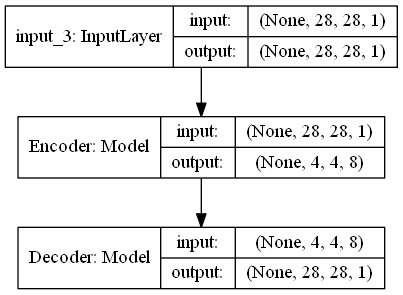 input_3: InputLayer
input: (None, 28, 28, 1)
output: (None, 28, 28, 1)
Encoder: Model
input: (None, 28, 28, 1)
output: (None, 4, 4, 8)
Decoder: Model
input: (None, 4, 4, 8)
output: (None, 28, 28, 1)